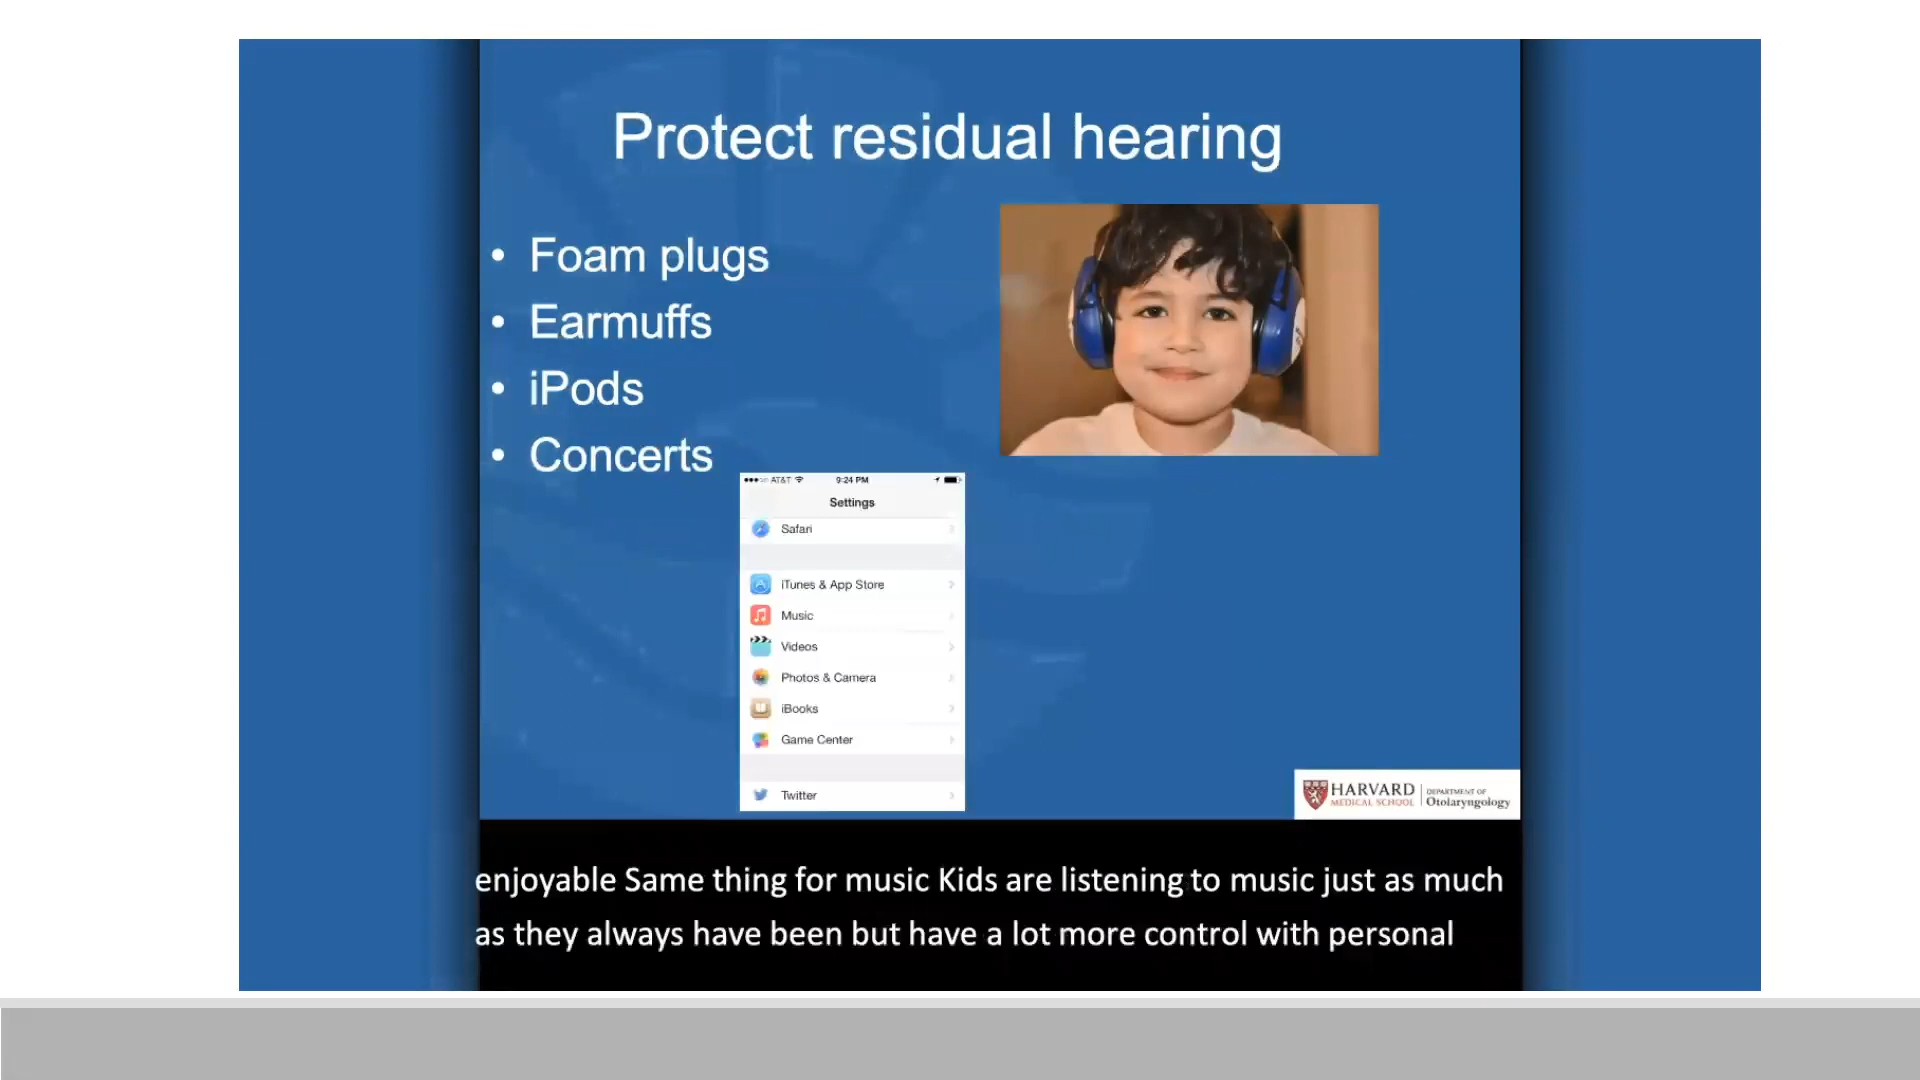 Protect residual hearing
• Foam plugs
• Earmuffs
• iPods
• Concerts
AT&T 9:24 PM
Settings
Safari
iTunes & App Store
Music
Videos
Photos & Camera
iBooks
Game Center
Twitter
HARVARD
MEDICAL SCHOOL
DEPARTMENT OF
Otolaryngology
enjoyable Same thing for music Kids are listening to music just as much
as they always have been but have a lot more control with personal